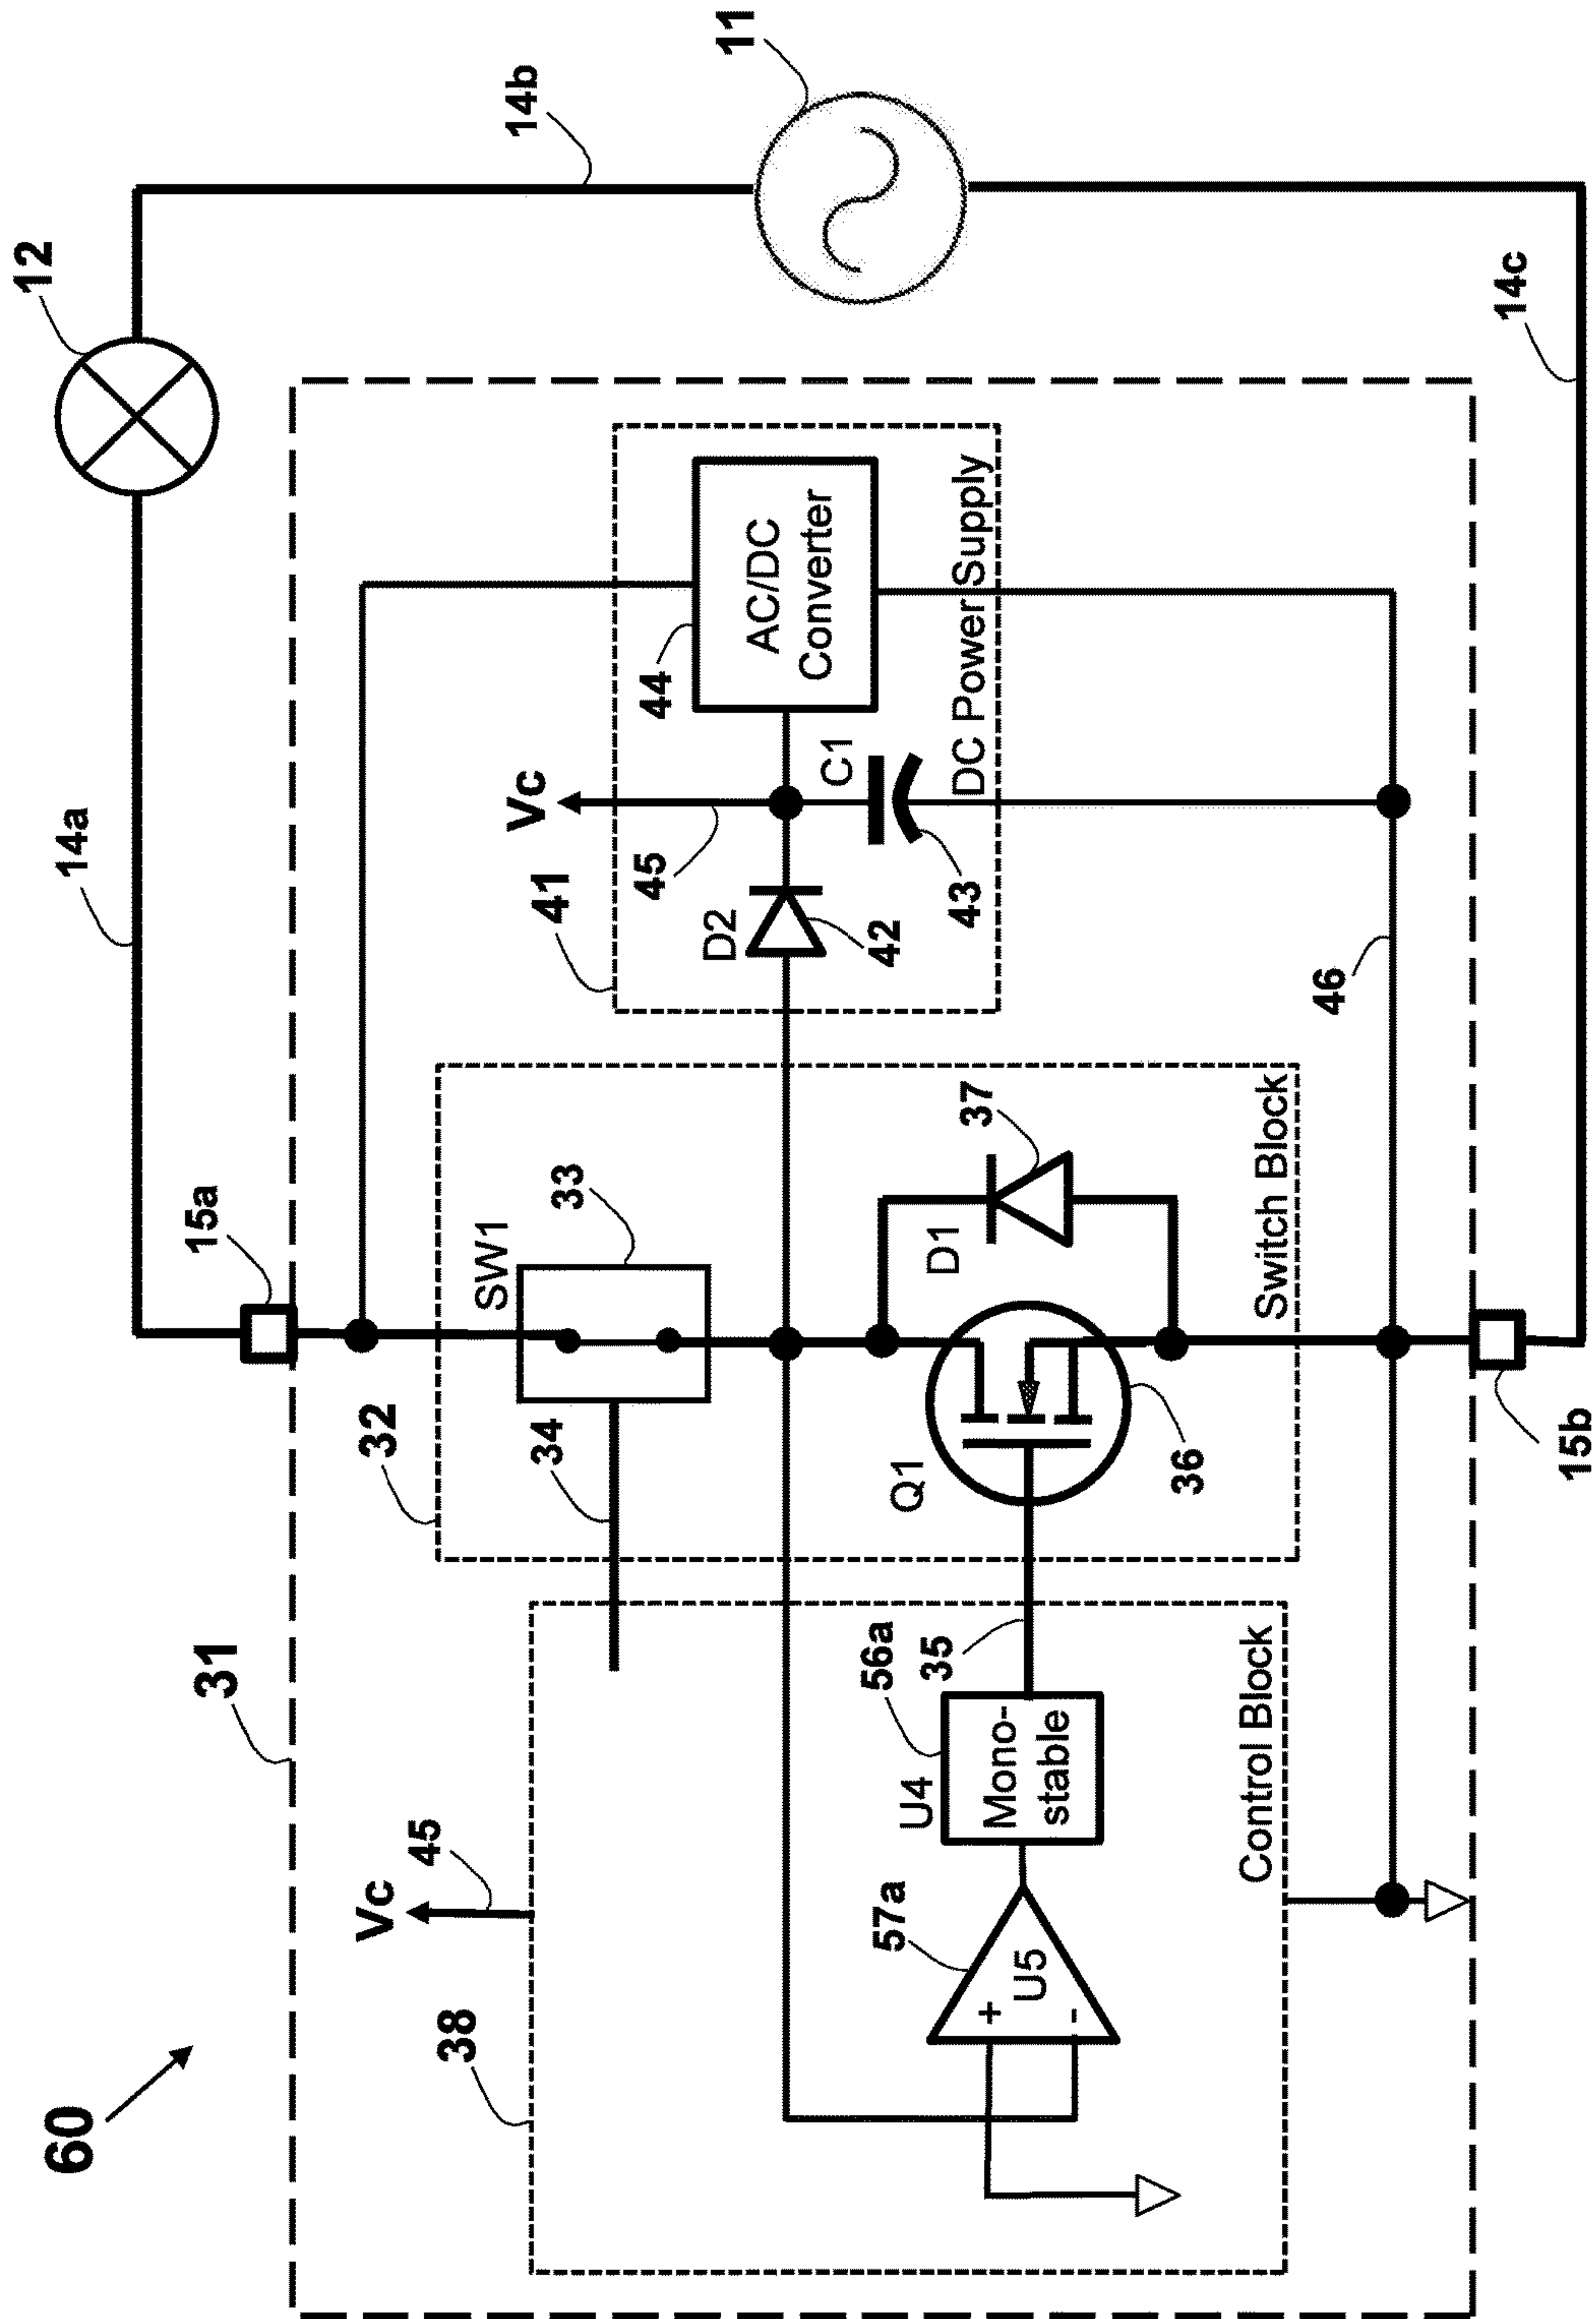 60
31
38
Vc
45
57a
+
-
U5
U4
56a
Mono-
stable
35
Control Block
32
34
SW1
33
Q1
36
D1
37
Switch Block
15a
15b
14a
41
45
Vc
D2
42
C1
43
44
AC/DC
Converter
DC Power Supply
46
12
14b
11
14c